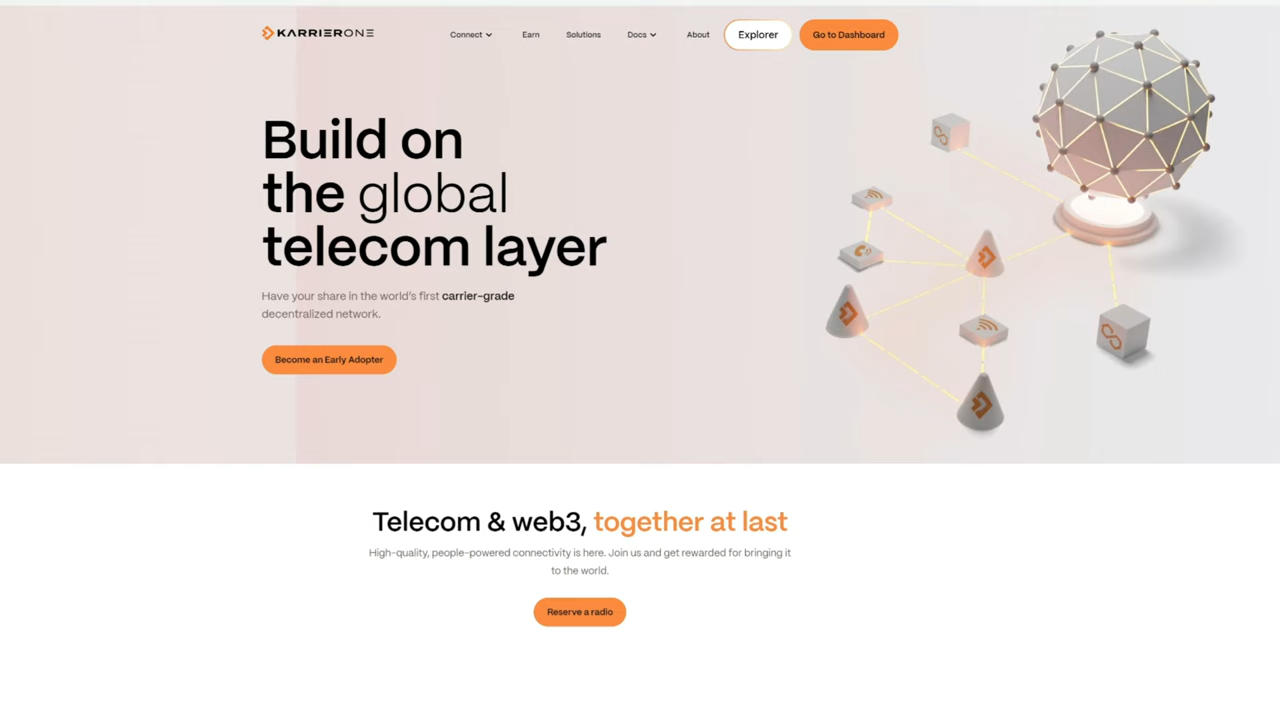 KARRIERONE
Connect
Earn
Solutions
Docs
About
Explorer
Go to Dashboard
Build on
the global
telecom layer
Have your share in the world's first carrier-grade
decentralized network.
Become an Early Adopter
Telecom & web3, together at last
High-quality, people-powered connectivity is here. Join us and get rewarded for bringing it
to the world.
Reserve a radio